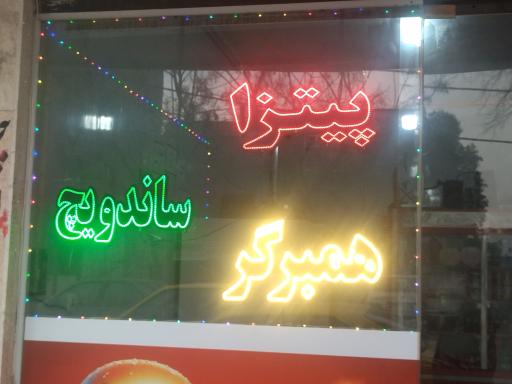 پیتزا
ساندویچ
همبرگر